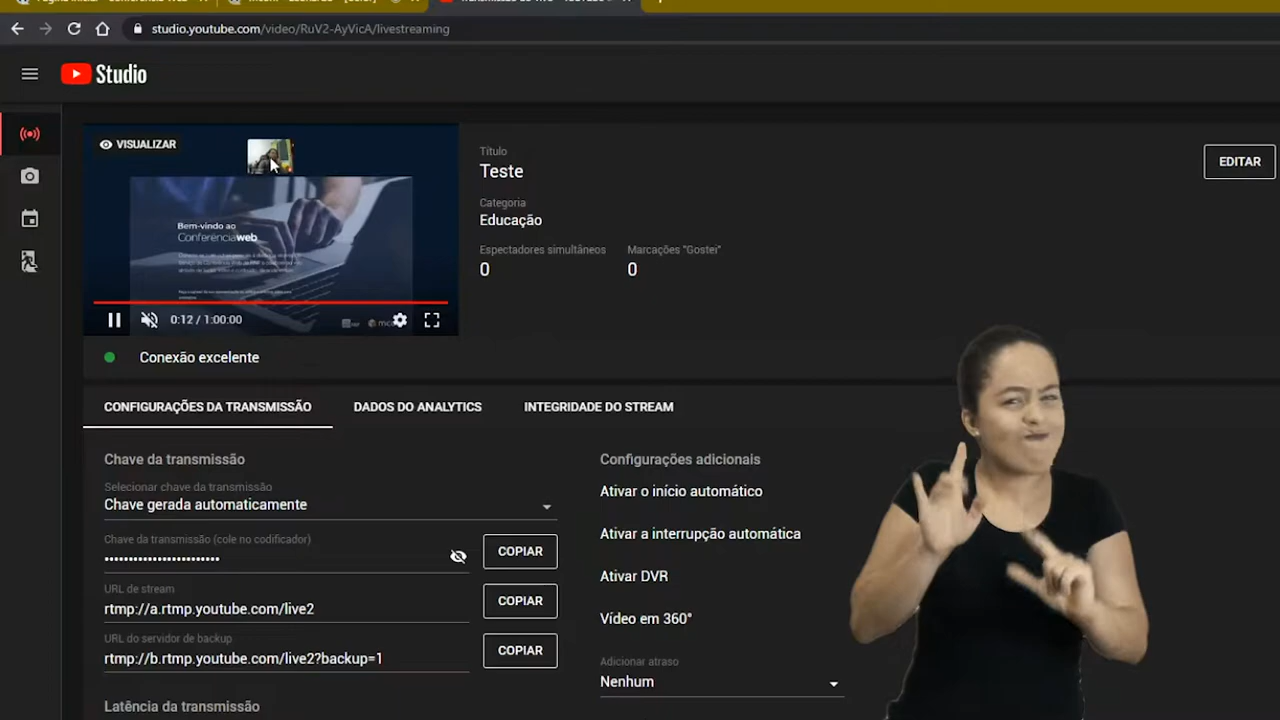 studio.youtube.com/video/RuV2-AyVicA/livestreaming
Studio
VISUALIZAR
Bem-vindo ao
Conferênciaweb
0:12 / 1:00:00
Título
Teste
EDITAR
Categoria
Educação
Espectadores simultâneos
Marcações "Gostei"
0
0
Conexão excelente
CONFIGURAÇÕES DA TRANSMISSÃO
DADOS DO ANALYTICS
INTEGRIDADE DO STREAM
Chave da transmissão
Selecionar chave da transmissão
Chave gerada automaticamente
Chave da transmissão (cole no codificador)
••••••••••••••••••••••••
COPIAR
URL de stream
rtmp://a.rtmp.youtube.com/live2
COPIAR
URL do servidor de backup
rtmp://b.rtmp.youtube.com/live2?backup=1
COPIAR
Latência da transmissão
Configurações adicionais
Ativar o início automático
Ativar a interrupção automática
Ativar DVR
Vídeo em 360°
Adicionar atraso
Nenhum